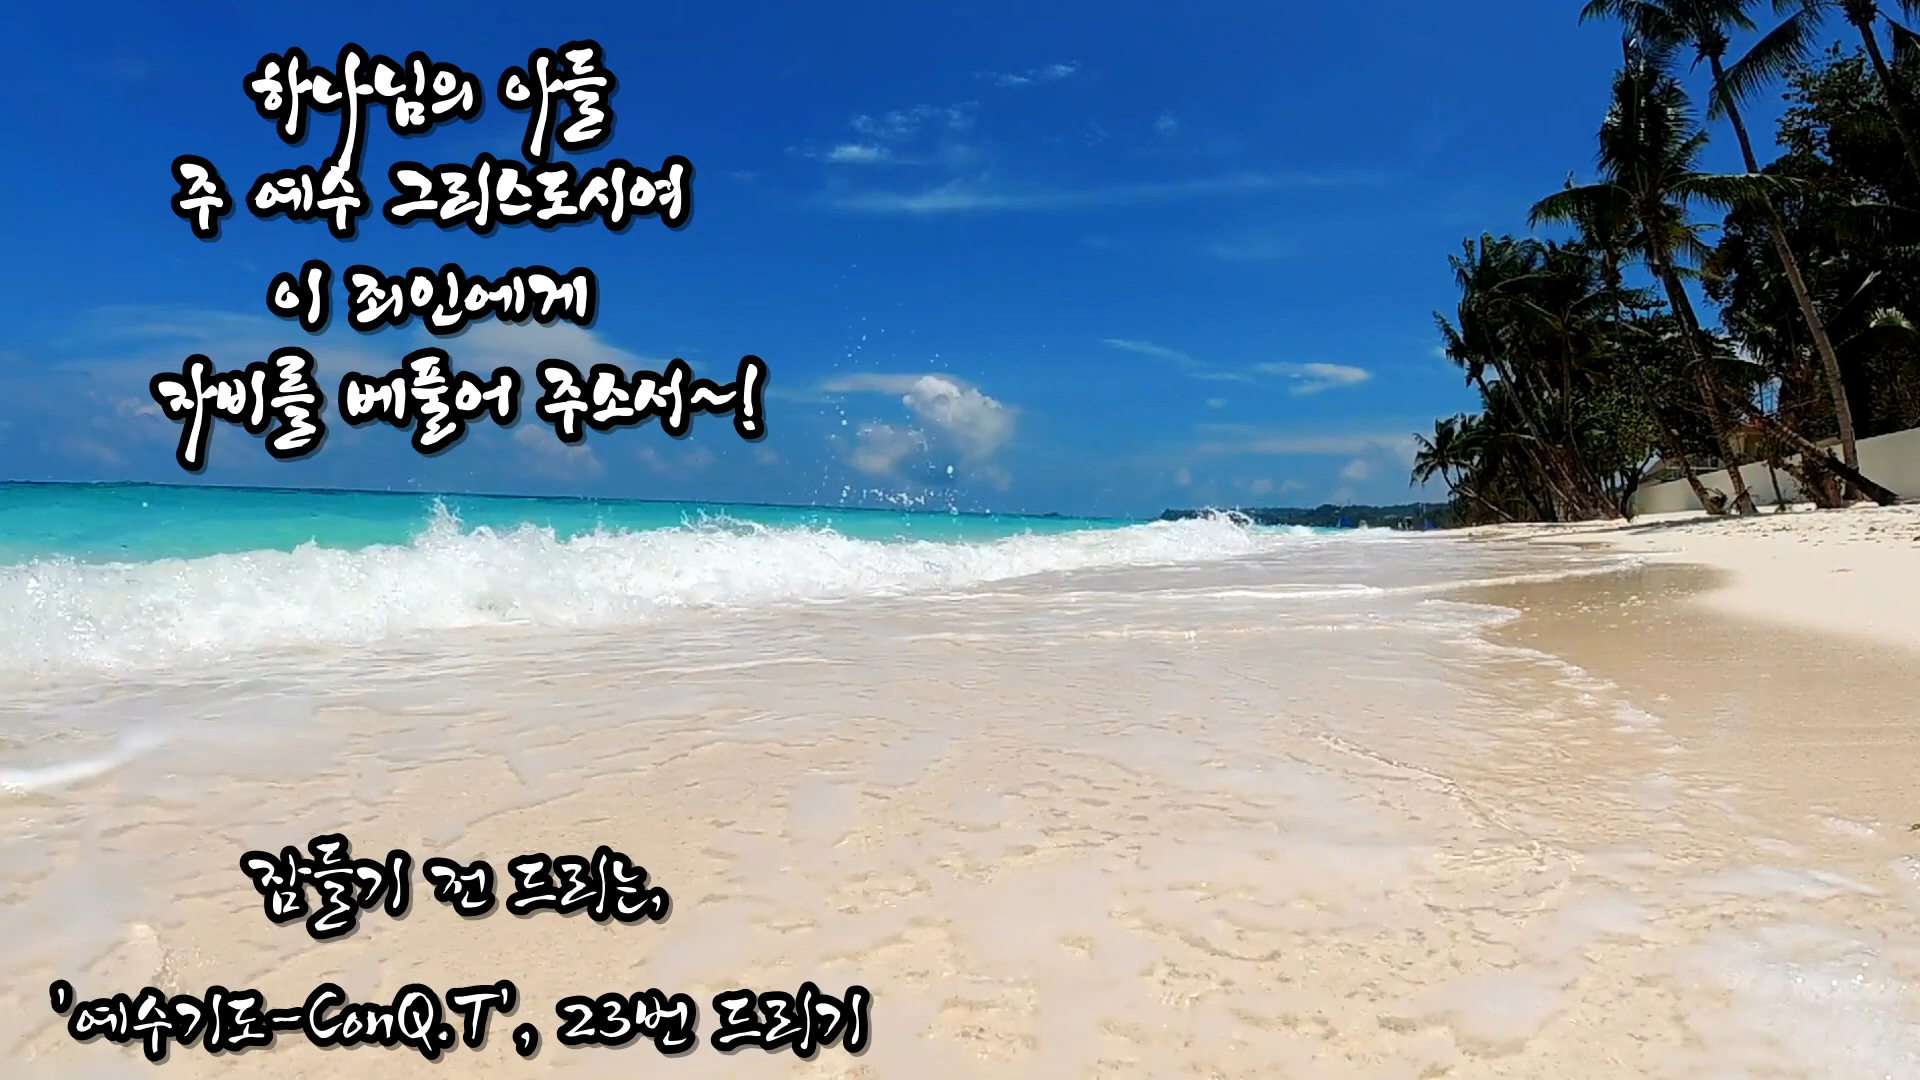 하나님의 아들
주 예수 그리스도시여
이 죄인에게
자비를 베풀어 주소서~!
잠들기 전 드리는,
'예수기도-ConQ.T', 23번 드리기